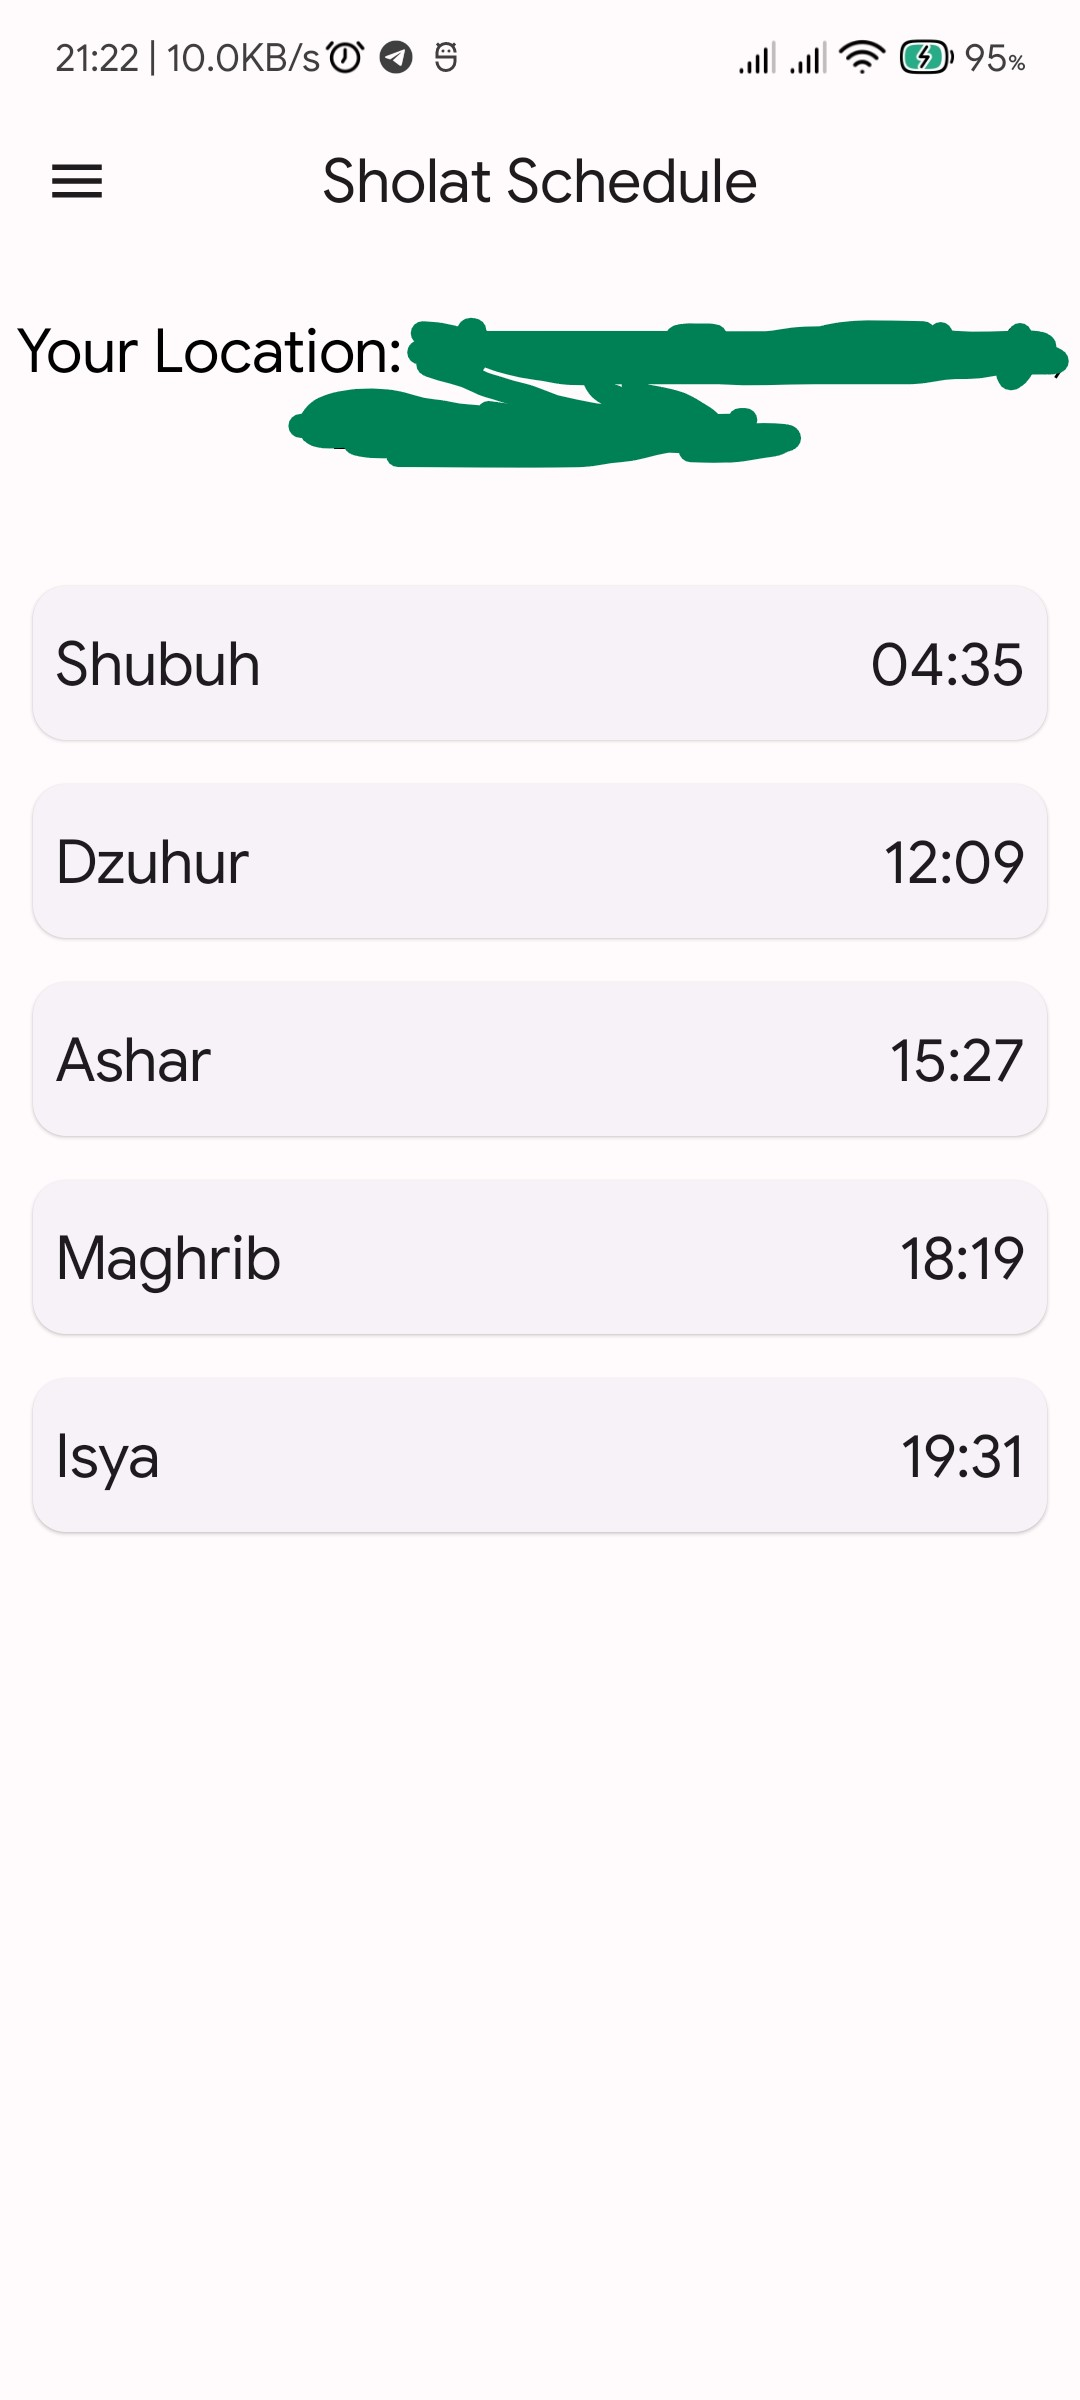 21:22 | 10.0KB/s 95%
Sholat Schedule
Your Location:
Shubuh 04:35
Dzuhur 12:09
Ashar 15:27
Maghrib 18:19
Isya 19:31